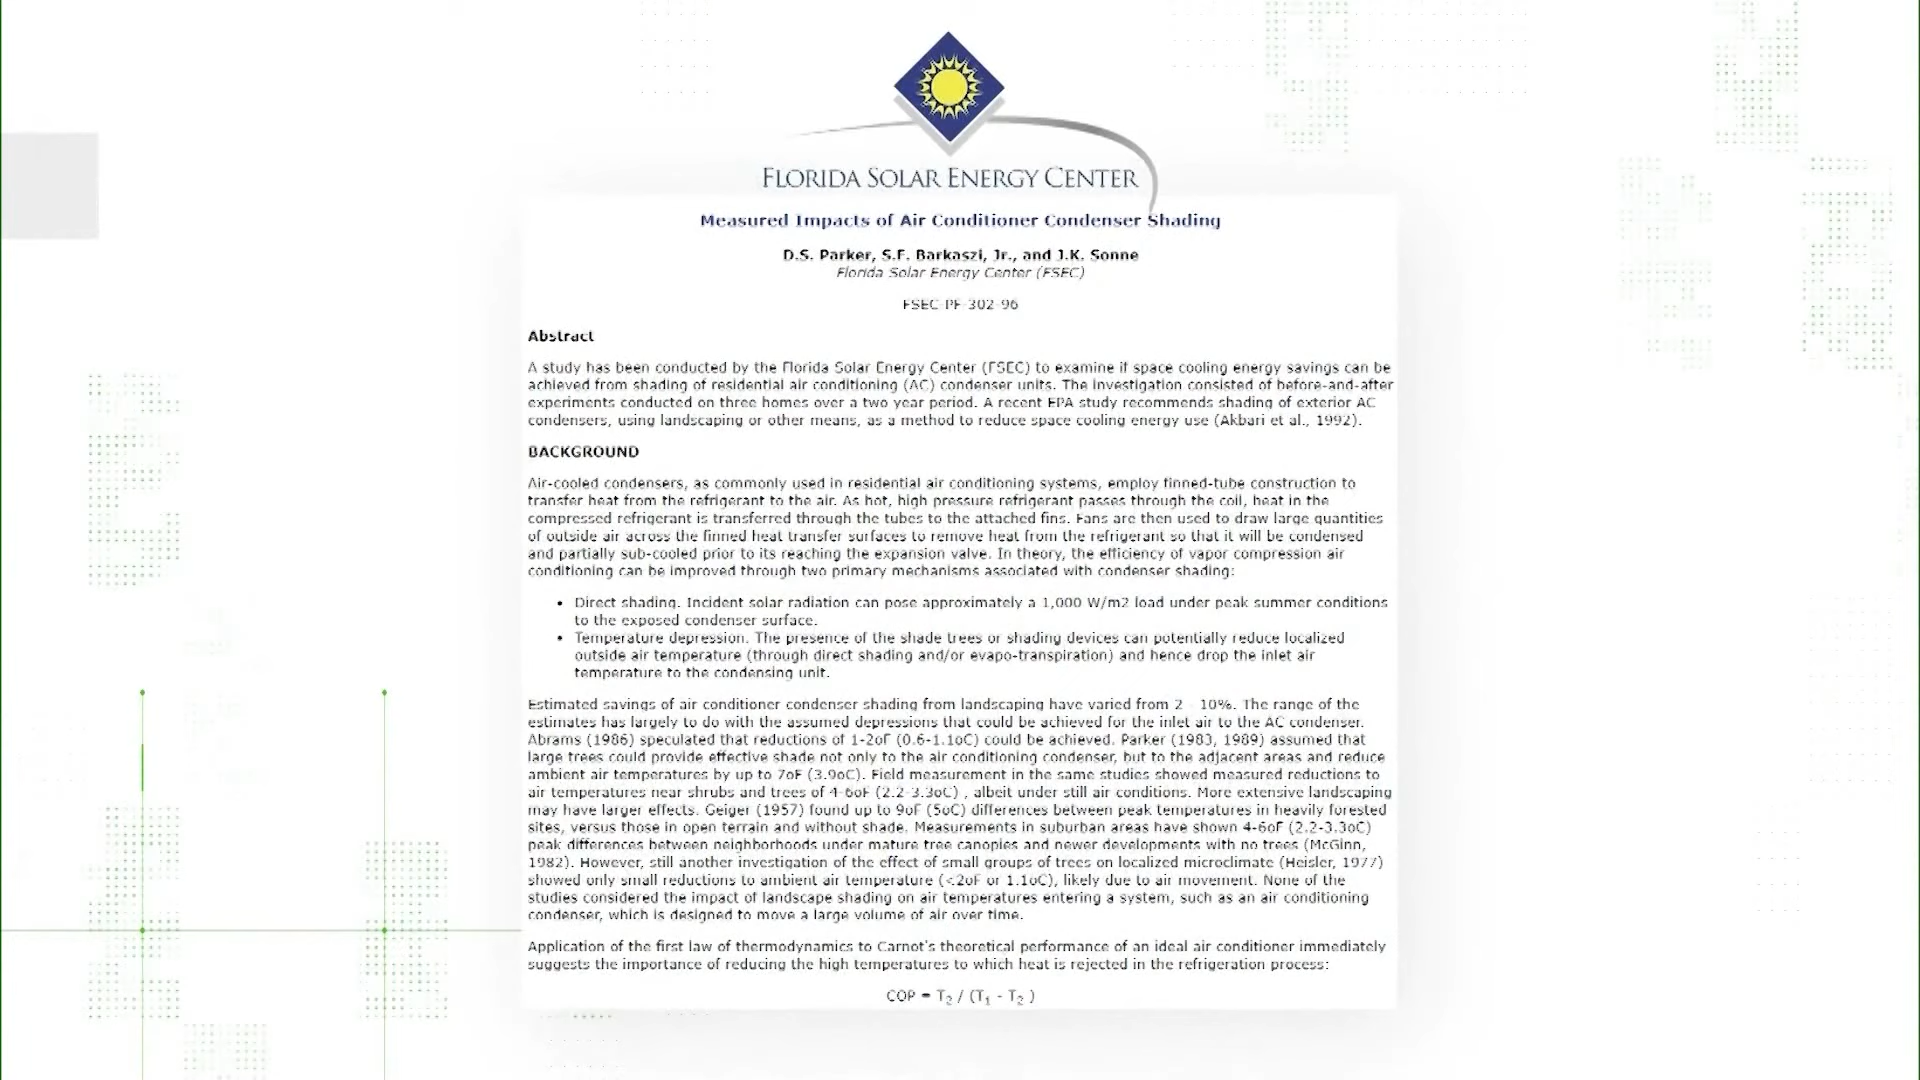 FLORIDA SOLAR ENERGY CENTER
Measured Impacts of Air Conditioner Condenser Shading
D.S. Parker, S.F. Barkaszi, Jr., and J.K. Sonne
Florida Solar Energy Center (FSEC)
FSEC-PF-302-96
Abstract
A study has been conducted by the Florida Solar Energy Center (FSEC) to examine if space cooling energy savings can be
achieved from shading of residential air conditioning (AC) condenser units. The investigation consisted of before-and-after
experiments conducted on three homes over a two year period. A recent EPA study recommends shading of exterior AC
condensers, using landscaping or other means, as a method to reduce space cooling energy use (Akbari et al., 1992).
BACKGROUND
Air-cooled condensers, as commonly used in residential air conditioning systems, employ finned-tube construction to
transfer heat from the refrigerant to the air. As hot, high pressure refrigerant passes through the coil, heat in the
compressed refrigerant is transferred through the tubes to the attached fins. Fans are then used to draw large quantities
of outside air across the finned heat transfer surfaces to remove heat from the refrigerant so that it will be condensed
and partially sub-cooled prior to its reaching the expansion valve. In theory, the efficiency of vapor compression air
conditioning can be improved through two primary mechanisms associated with condenser shading:
• Direct shading. Incident solar radiation can pose approximately a 1,000 W/m2 load under peak summer conditions
to the exposed condenser surface.
• Temperature depression. The presence of the shade trees or shading devices can potentially reduce localized
outside air temperature (through direct shading and/or evapo-transpiration) and hence drop the inlet air
temperature to the condensing unit.
Estimated savings of air conditioner condenser shading from landscaping have varied from 2 - 10%. The range of the
estimates has largely to do with the assumed depressions that could be achieved for the inlet air to the AC condenser.
Abrams (1986) speculated that reductions of 1-2oF (0.6-1.1oC) could be achieved. Parker (1983, 1989) assumed that
large trees could provide effective shade not only to the air conditioning condenser, but to the adjacent areas and reduce
ambient air temperatures by up to 7oF (3.9oC). Field measurement in the same studies showed measured reductions to
air temperatures near shrubs and trees of 4-6oF (2.2-3.3oC) , albeit under still air conditions. More extensive landscaping
may have larger effects. Geiger (1957) found up to 9oF (5oC) differences between peak temperatures in heavily forested
sites, versus those in open terrain and without shade. Measurements in suburban areas have shown 4-6oF (2.2-3.3oC)
peak differences between neighborhoods under mature tree canopies and newer developments with no trees (McGinn,
1982). However, still another investigation of the effect of small groups of trees on localized microclimate (Heisler, 1977)
showed only small reductions to ambient air temperature (<2oF or 1.1oC), likely due to air movement. None of the
studies considered the impact of landscape shading on air temperatures entering a system, such as an air conditioning
condenser, which is designed to move a large volume of air over time.
Application of the first law of thermodynamics to Carnot's theoretical performance of an ideal air conditioner immediately
suggests the importance of reducing the high temperatures to which heat is rejected in the refrigeration process:
COP = T2 / (T1 - T2 )